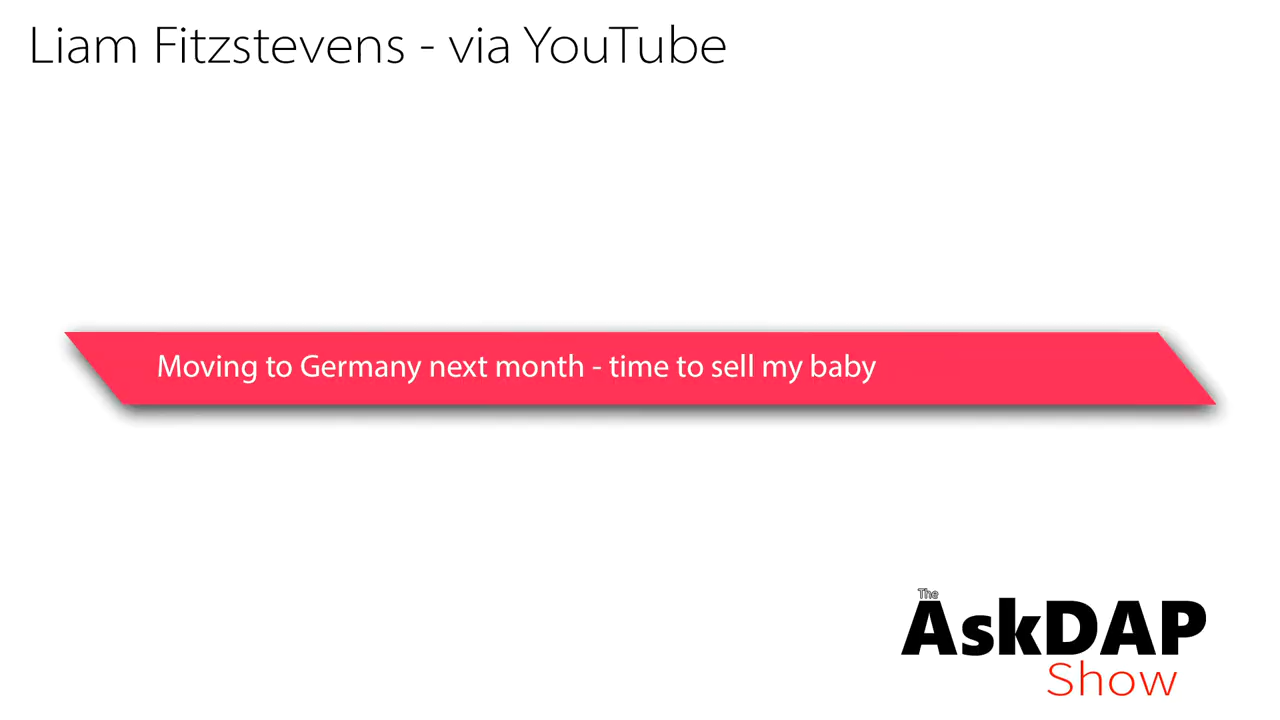 Liam Fitzstevens - via YouTube
Moving to Germany next month - time to sell my baby
The
AskDAP
Show